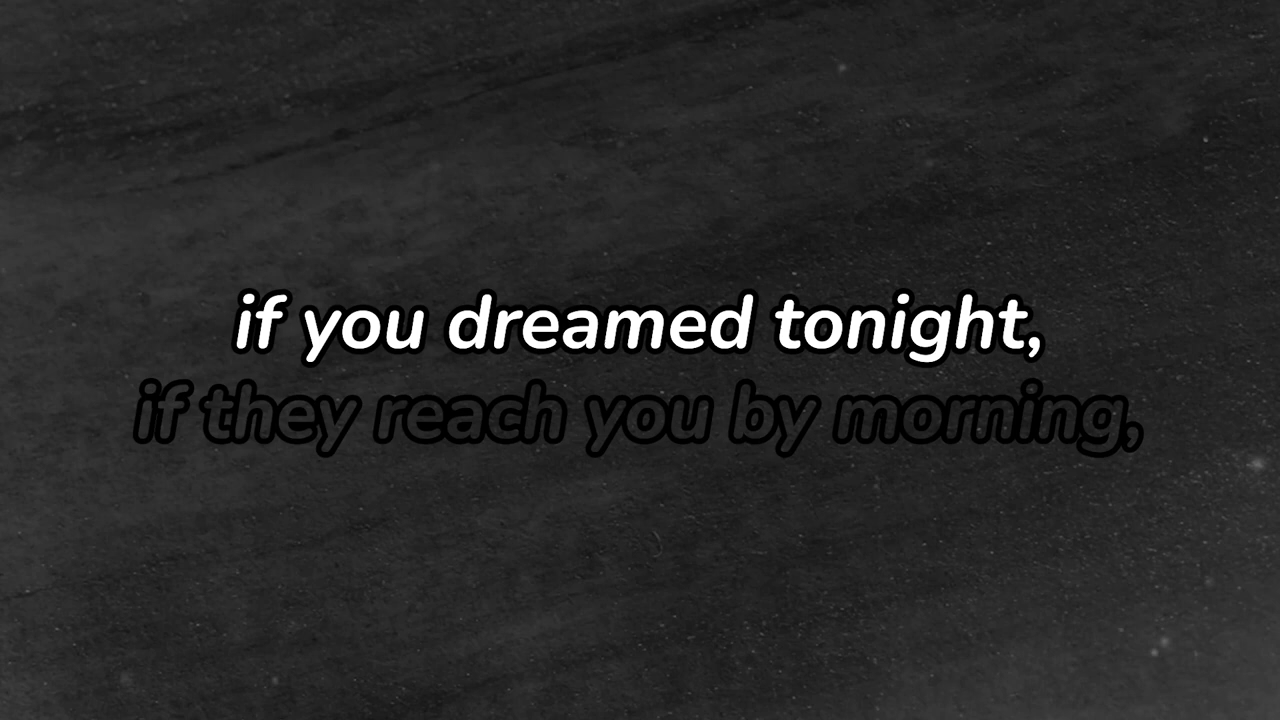 if you dreamed tonight,
if they reach you by morning,